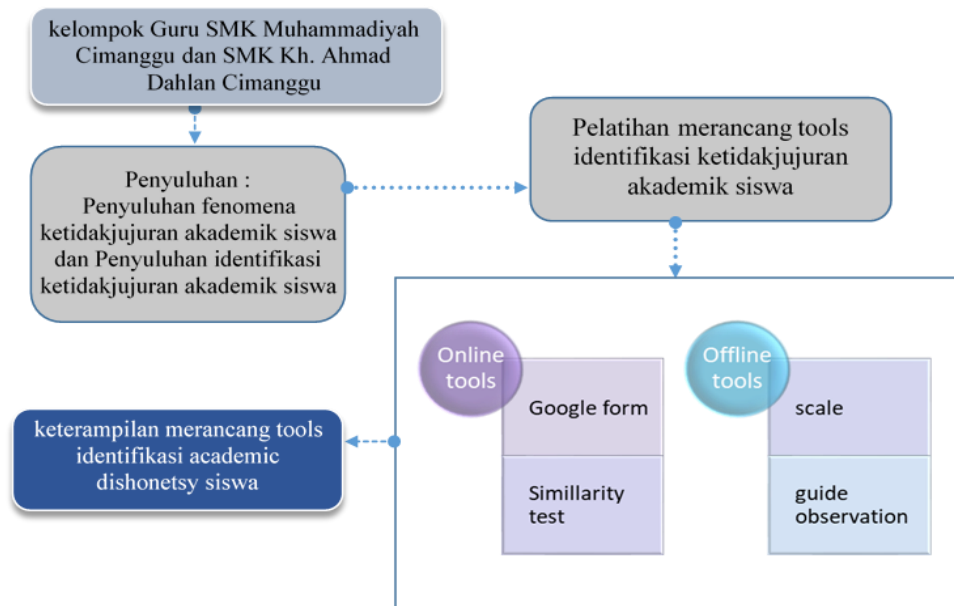 kelompok Guru SMK Muhammadiyah
Cimanggu dan SMK Kh. Ahmad
Dahlan Cimanggu
Penyuluhan :
Penyuluhan fenomena
ketidakjujuran akademik siswa
dan Penyuluhan identifikasi
ketidakjujuran akademik siswa
Pelatihan merancang tools
identifikasi ketidakjujuran
akademik siswa
Online
tools
Google form
Simillarity
test
Offline
tools
scale
guide
observation
keterampilan merancang tools
identifikasi academic
dishonetsy siswa